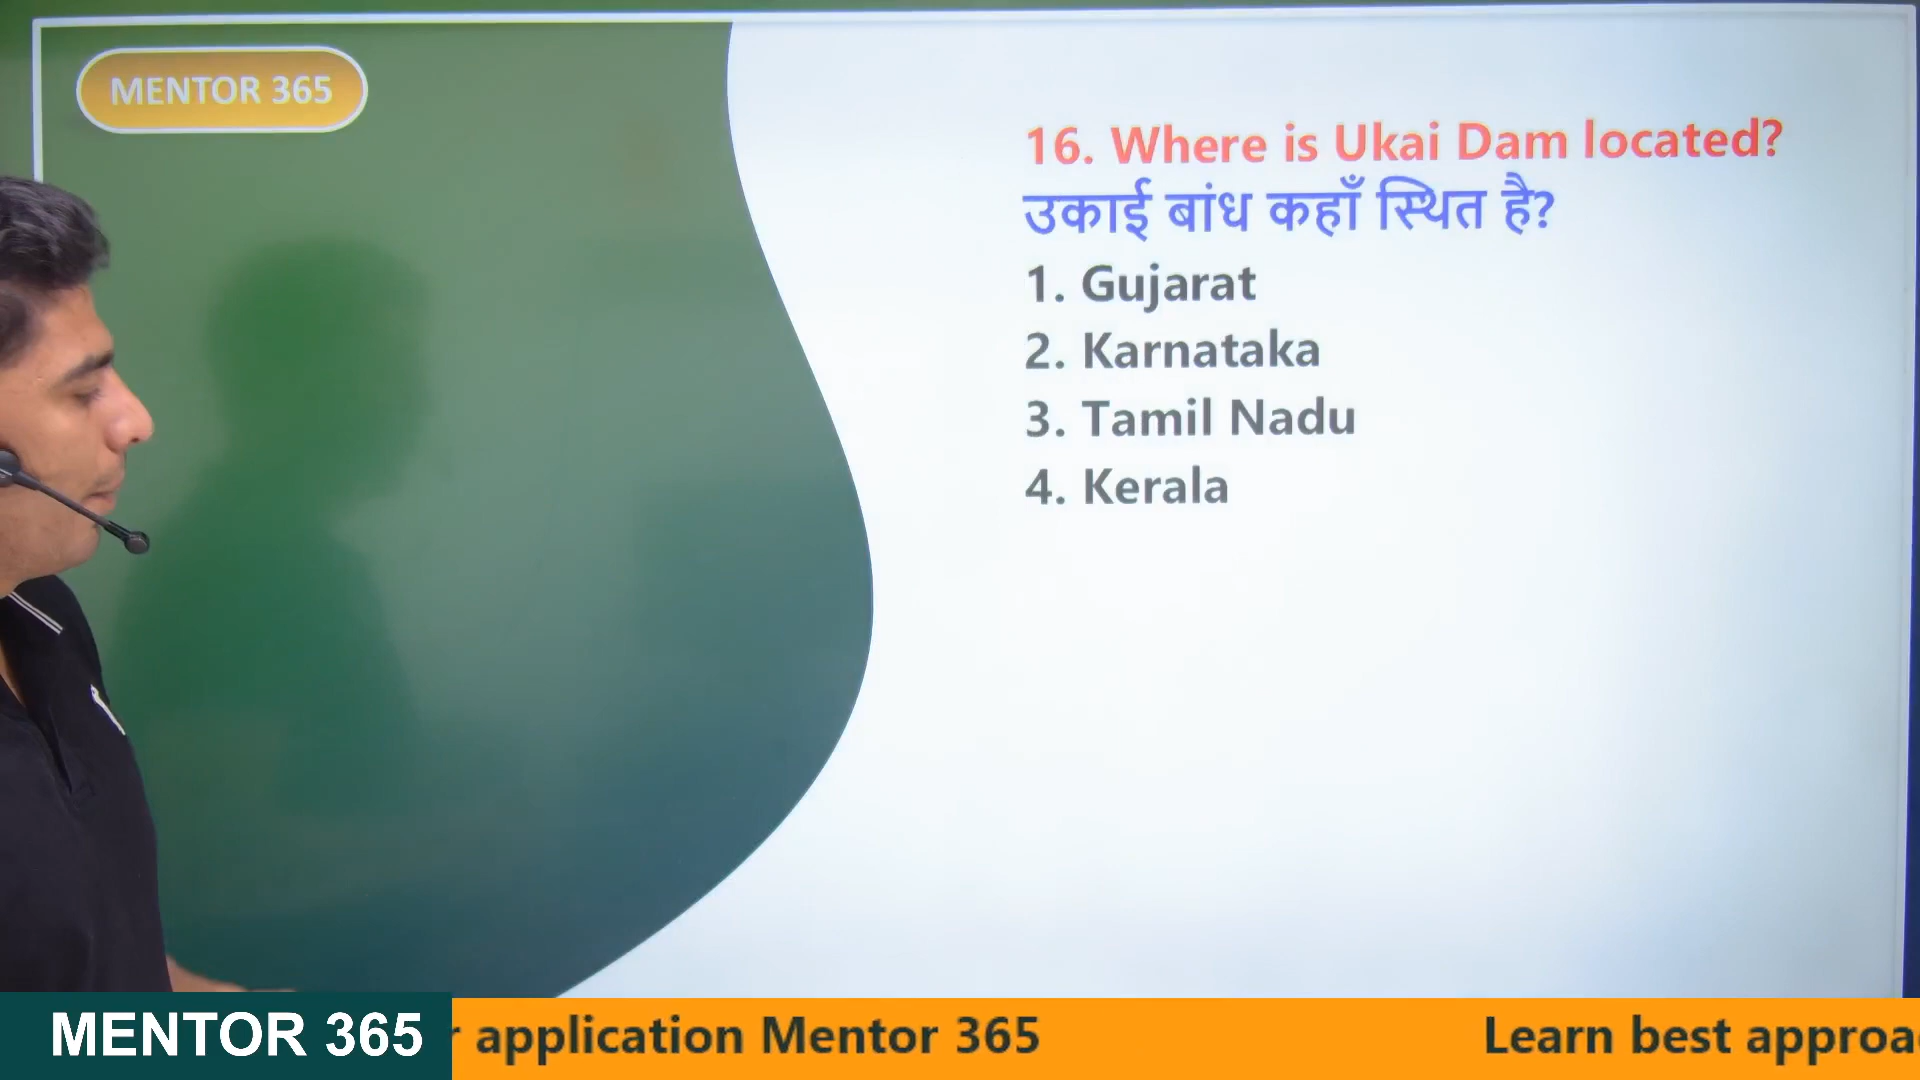 MENTOR 365
16. Where is Ukai Dam located?
उकाई बांध कहाँ स्थित है?
1. Gujarat
2. Karnataka
3. Tamil Nadu
4. Kerala
MENTOR 365
r application Mentor 365
Learn best approa